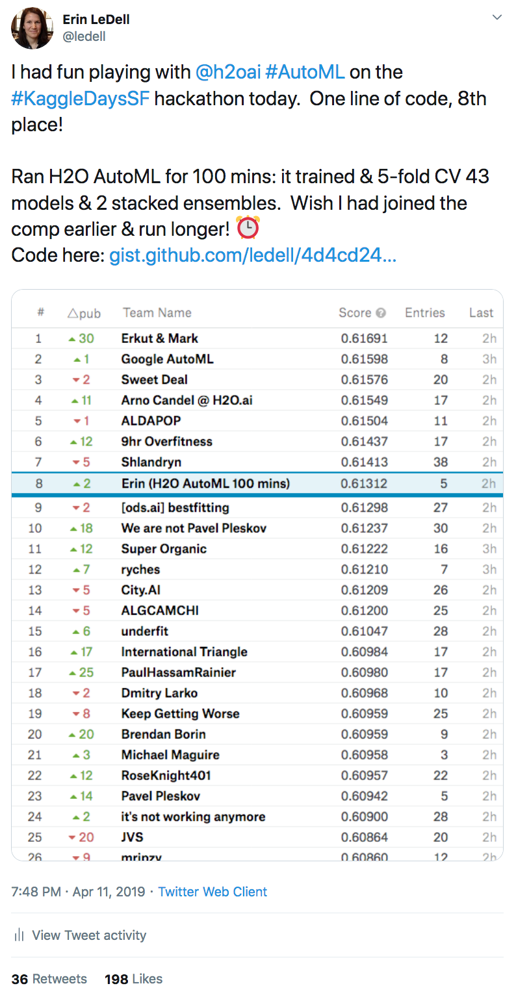 Erin LeDell
@ledell
I had fun playing with @h2oai #AutoML on the
#KaggleDaysSF hackathon today.  One line of code, 8th
place!
Ran H2O AutoML for 100 mins: it trained & 5-fold CV 43
models & 2 stacked ensembles.  Wish I had joined the
comp earlier & run longer! ⏰
Code here: gist.github.com/ledell/4d4cd24...
# △pub Team Name Score ? Entries Last
1 ▲30 Erkut & Mark 0.61691 12 2h
2 ▲1 Google AutoML 0.61598 8 3h
3 ▼2 Sweet Deal 0.61576 20 2h
4 ▲11 Arno Candel @ H2O.ai 0.61549 17 2h
5 ▼1 ALDAPOP 0.61504 11 2h
6 ▲12 9hr Overfitness 0.61437 17 2h
7 ▼5 Shlandryn 0.61413 38 2h
8 ▲2 Erin (H2O AutoML 100 mins) 0.61312 5 2h
9 ▼2 [ods.ai] bestfitting 0.61298 27 2h
10 ▲18 We are not Pavel Pleskov 0.61237 30 2h
11 ▲12 Super Organic 0.61222 16 3h
12 ▲7 ryches 0.61210 7 3h
13 ▼5 City.AI 0.61209 26 2h
14 ▼5 ALGCAMCHI 0.61200 25 2h
15 ▲6 underfit 0.61047 28 2h
16 ▲17 International Triangle 0.60984 17 2h
17 ▲25 PaulHassamRainier 0.60980 17 2h
18 ▼2 Dmitry Larko 0.60968 10 2h
19 ▼8 Keep Getting Worse 0.60959 25 2h
20 ▲20 Brendan Borin 0.60959 9 2h
21 ▲3 Michael Maguire 0.60958 3 2h
22 ▲12 RoseKnight401 0.60957 22 2h
23 ▲14 Pavel Pleskov 0.60942 5 2h
24 ▲2 it's not working anymore 0.60900 28 2h
25 ▼20 JVS 0.60864 20 2h
26 ▼9 mripzv 0.60860 12 2h
7:48 PM · Apr 11, 2019 · Twitter Web Client
View Tweet activity
36 Retweets 198 Likes